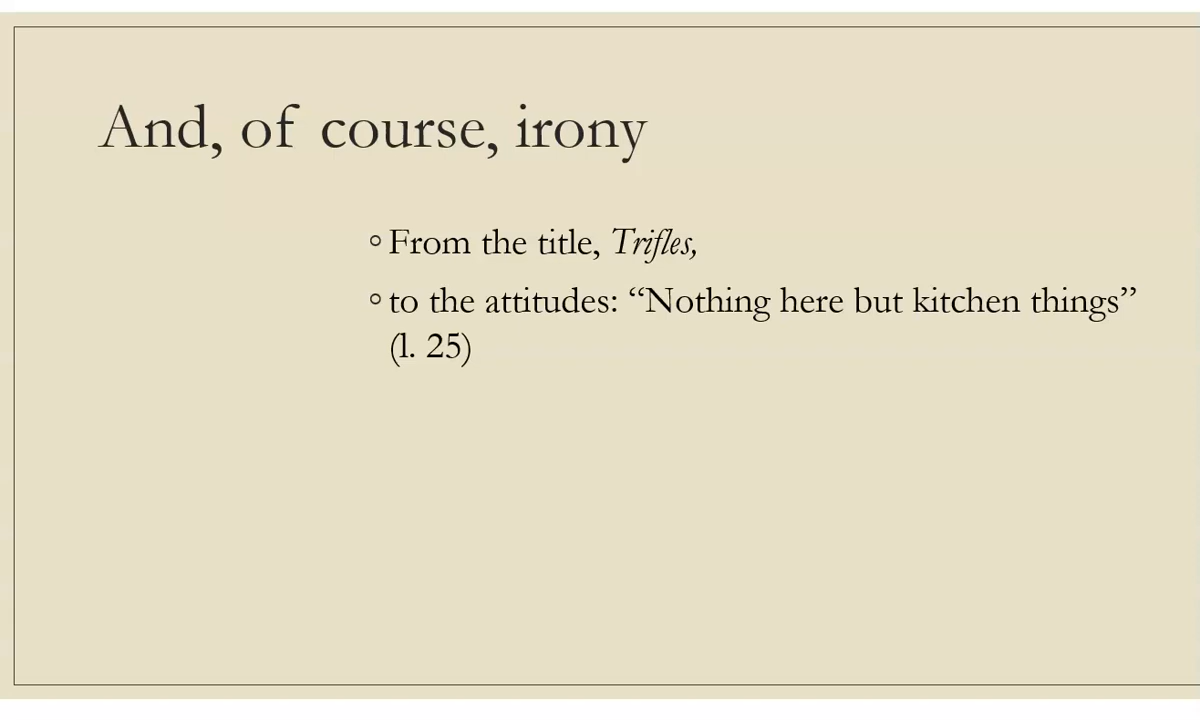 And, of course, irony
◦ From the title, Trifles,
◦ to the attitudes: “Nothing here but kitchen things”
(l. 25)